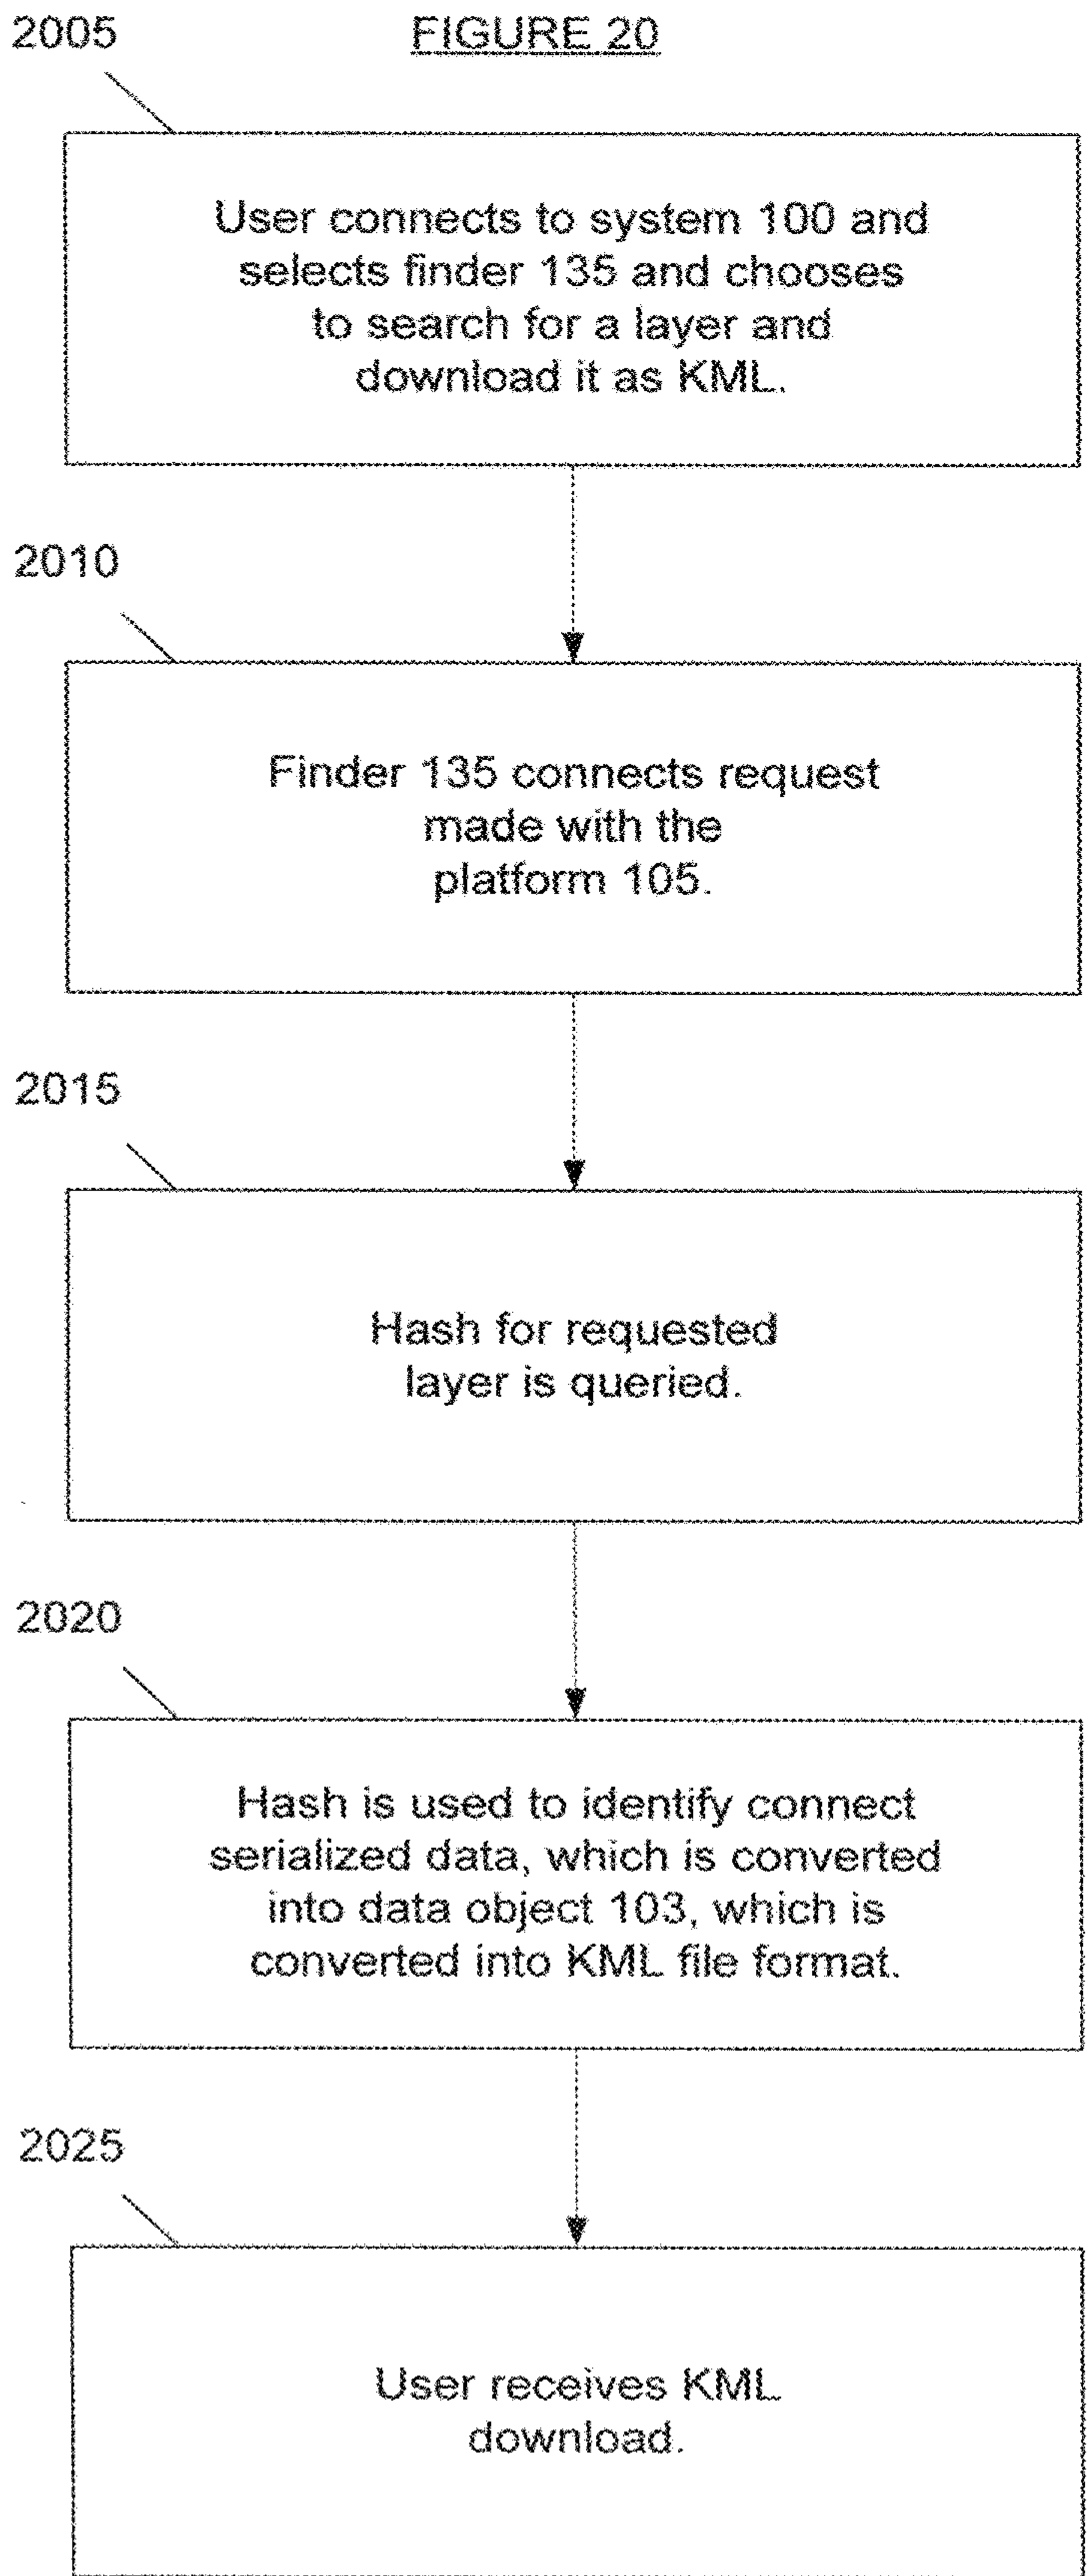 2005
FIGURE 20
User connects to system 100 and
selects finder 135 and chooses
to search for a layer and
download it as KML.
2010
Finder 135 connects request
made with the
platform 105.
2015
Hash for requested
layer is queried.
2020
Hash is used to identify connect
serialized data, which is converted
into data object 103, which is
converted into KML file format.
2025
User receives KML
download.